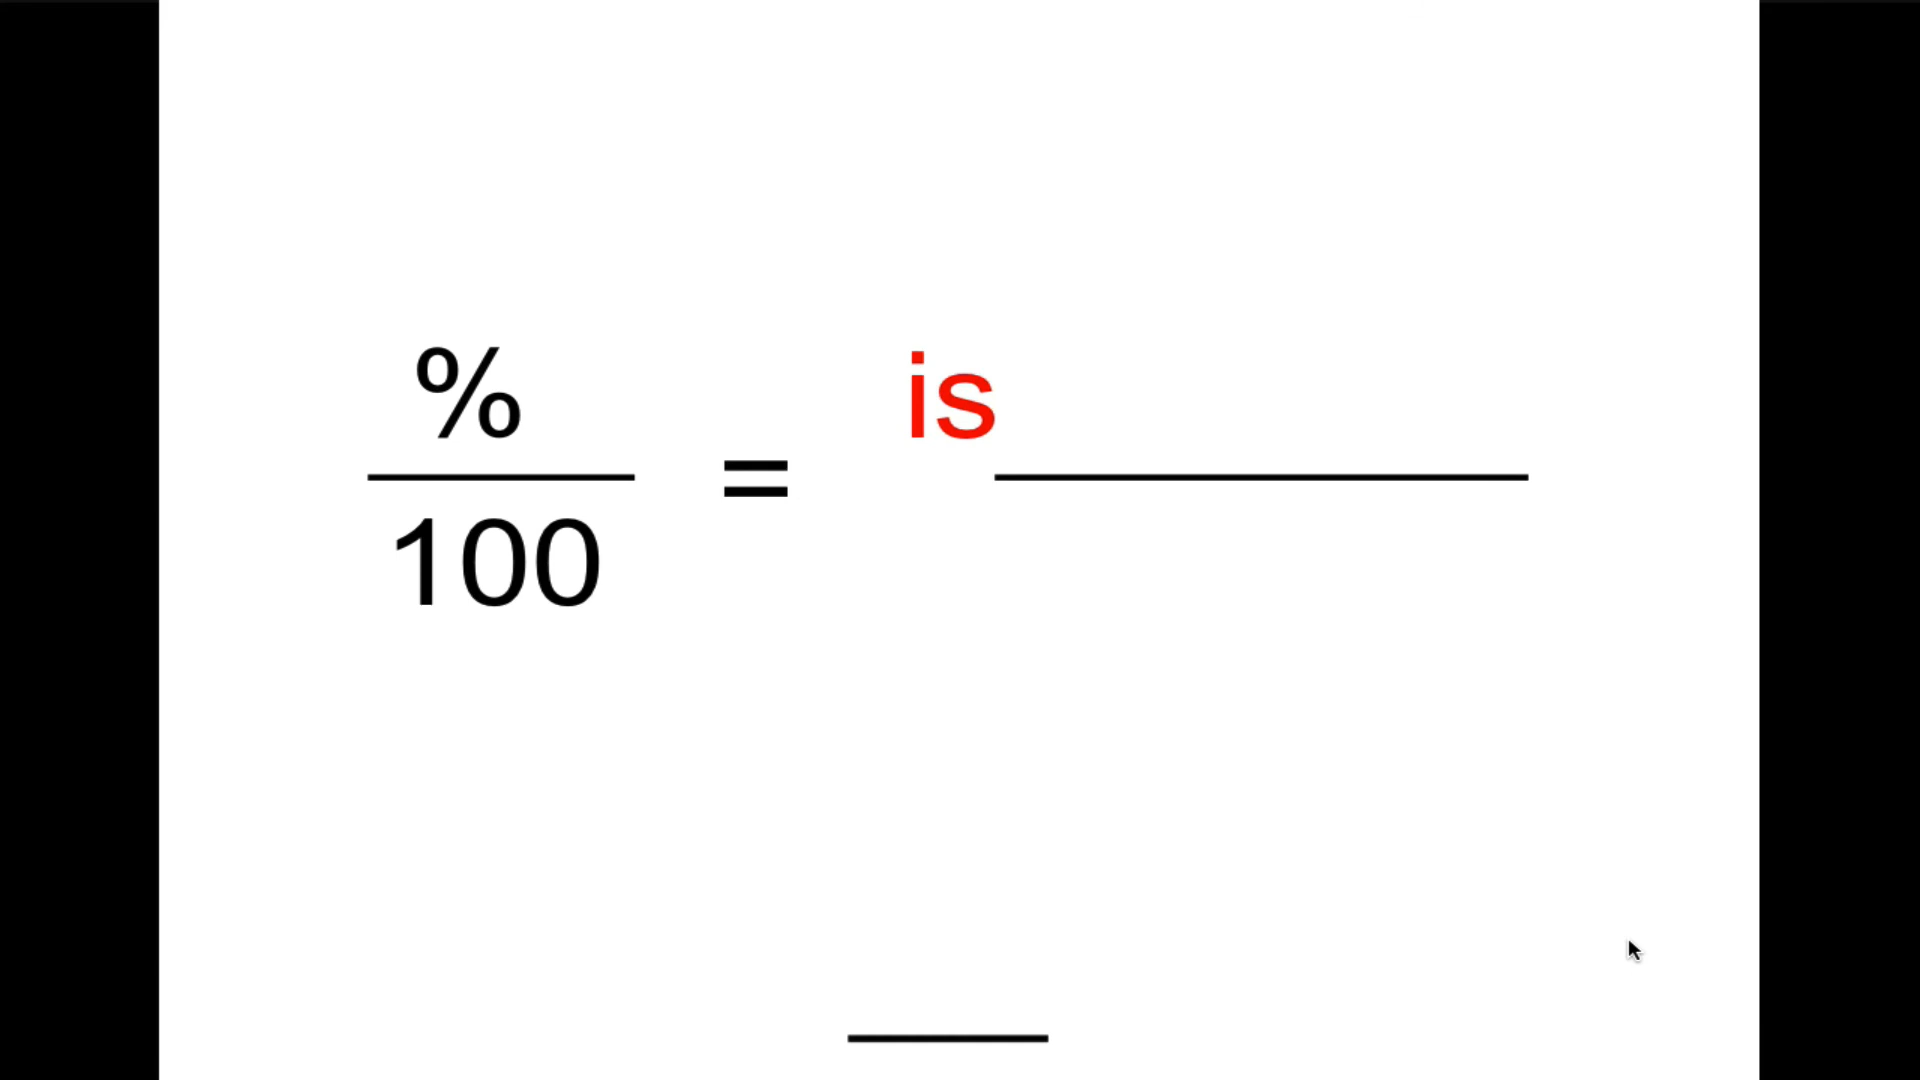 % = is
100